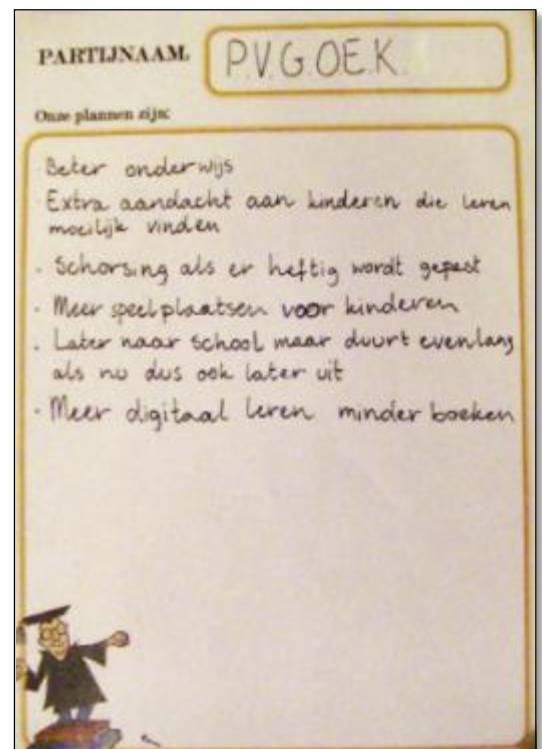 PARTIJNAAM
P.V.G.OE.K.
Onze plannen zijn:
- Beter onderwijs
- Extra aandacht aan kinderen die leren
moeilijk vinden
- Schorsing als er heftig wordt gepest
- Meer speelplaatsen voor kinderen
- Later naar school maar duurt evenlang
als nu dus ook later uit
- Meer digitaal leren minder boeken